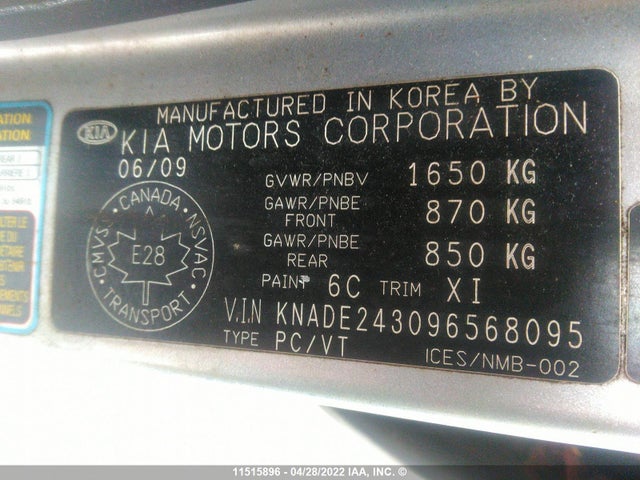 MANUFACTURED IN KOREA BY
KIA KIA MOTORS CORPORATION
06/09
GVWR/PNBV 1650 KG
GAWR/PNBE FRONT 870 KG
GAWR/PNBE REAR 850 KG
PAINT 6C TRIM XI
V.I.N KNADE243096568095
TYPE PC/VT
ICES/NMB-002
CANADA
CMVSS NSVAC
E28
TRANSPORT
11515896 - 04/28/2022 IAA, INC. ©